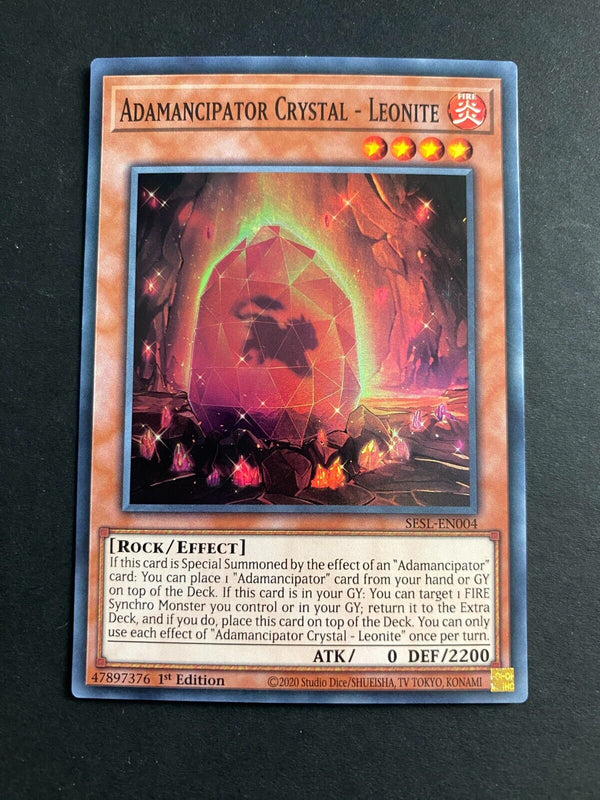 ADAMANCIPATOR CRYSTAL - LEONITE
FIRE
炎
SESL-EN004
[ROCK/EFFECT]
If this card is Special Summoned by the effect of an "Adamancipator"
card: You can place 1 "Adamancipator" card from your hand or GY
on top of the Deck. If this card is in your GY: You can target 1 FIRE
Synchro Monster you control or in your GY; return it to the Extra
Deck, and if you do, place this card on top of the Deck. You can only
use each effect of "Adamancipator Crystal - Leonite" once per turn.
ATK/ 0 DEF/2200
47897376 1st Edition ©2020 Studio Dice/SHUEISHA, TV TOKYO, KONAMI